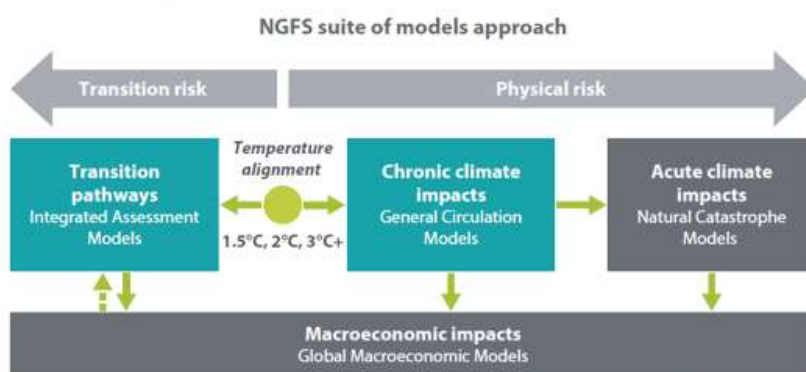 NGFS suite of models approach
Transition risk
Physical risk
Transition
pathways
Integrated Assessment
Models
Temperature
alignment
1.5°C, 2°C, 3°C+
Chronic climate
impacts
General Circulation
Models
Acute climate
impacts
Natural Catastrophe
Models
Macroeconomic impacts
Global Macroeconomic Models